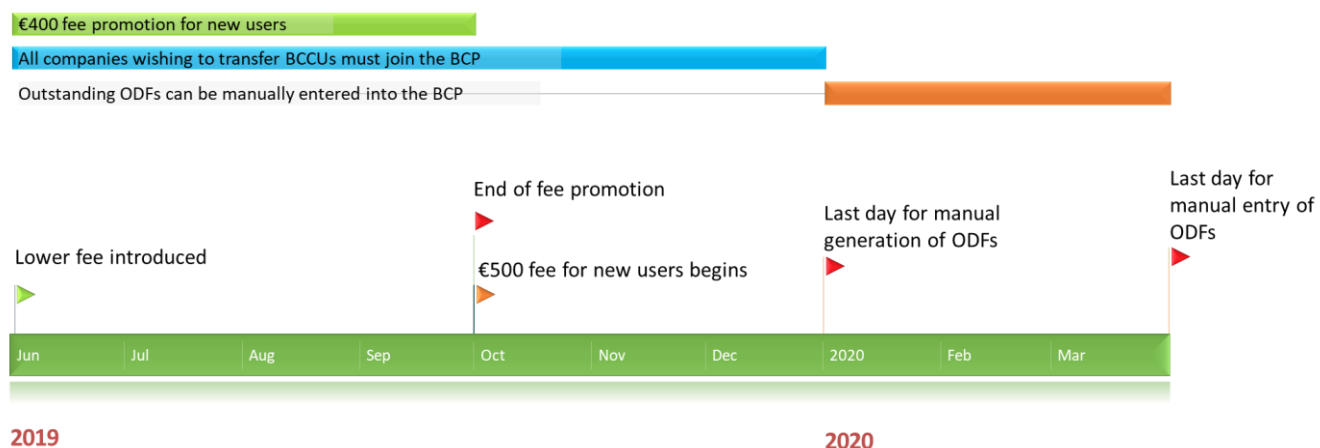 €400 fee promotion for new users
All companies wishing to transfer BCCUs must join the BCP
Outstanding ODFs can be manually entered into the BCP
Last day for
manual entry of
ODFs
End of fee promotion
Last day for manual
generation of ODFs
Lower fee introduced
€500 fee for new users begins
Jun Jul Aug Sep Oct Nov Dec 2020 Feb Mar
2019 2020